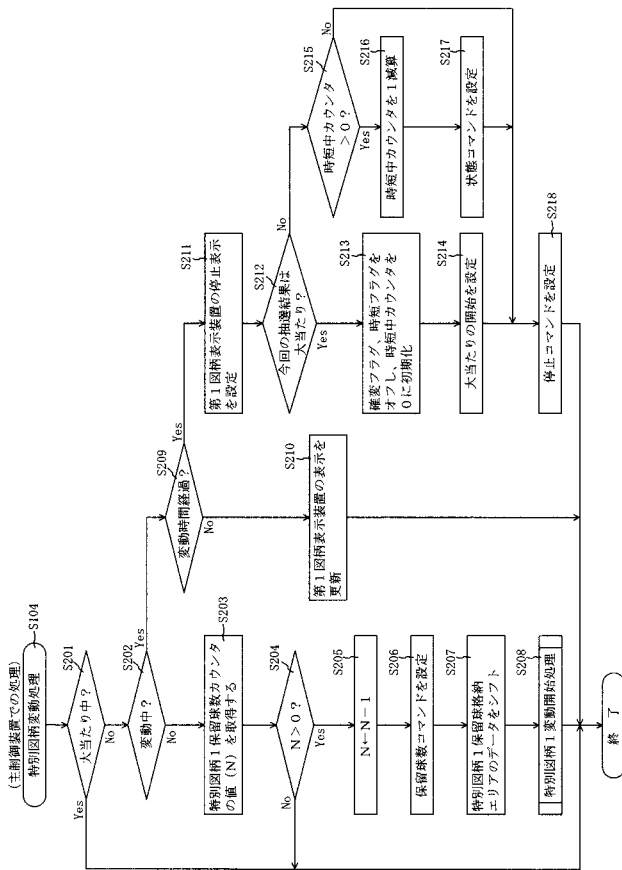 (主制御装置での処理)
特別図柄変動処理
S104
大当たり中?
S201
Yes
No
変動中?
S202
Yes
No
特別図柄1保留球数カウンタ
の値(N)を取得する
S203
N>0?
S204
No
Yes
N←N-1
S205
保留球数コマンドを設定
S206
特別図柄1保留球格納
エリアのデータをシフト
S207
特別図柄1変動開始処理
S208
終了
変動時間経過?
S209
Yes
No
第1図柄表示装置の表示を
更新
S210
第1図柄表示装置の停止表示
を設定
S211
今回の抽選結果は
大当たり?
S212
No
Yes
確変フラグ、時短フラグを
オフし、時短中カウンタを
0に初期化
S213
大当たりの開始を設定
S214
時短中カウンタ
>0?
S215
No
Yes
時短中カウンタを1減算
S216
状態コマンドを設定
S217
停止コマンドを設定
S218